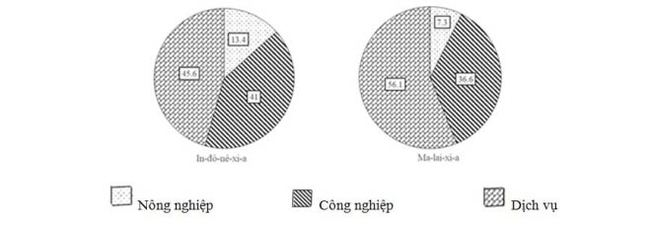 13.4
7.3
45.6
56.1
36.6
In-đô-nê-xi-a
Ma-lai-xi-a
Nông nghiệp
Công nghiệp
Dịch vụ